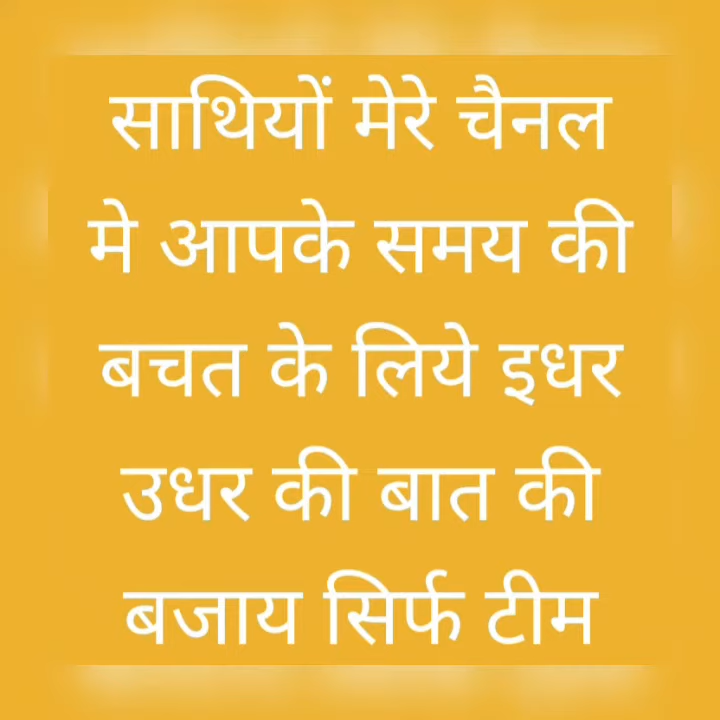 साथियों मेरे चैनल
मे आपके समय की
बचत के लिये इधर
उधर की बात की
बजाय सिर्फ टीम